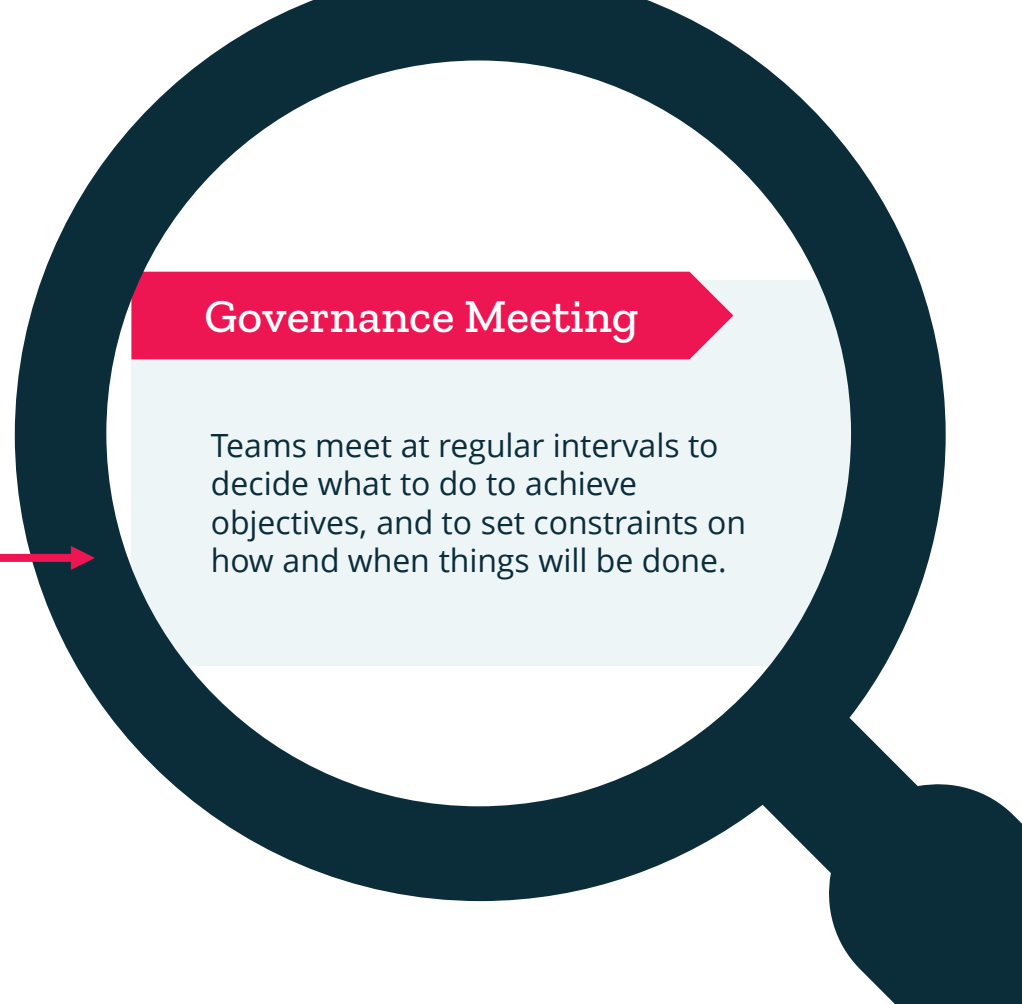 Governance Meeting
Teams meet at regular intervals to
decide what to do to achieve
objectives, and to set constraints on
how and when things will be done.